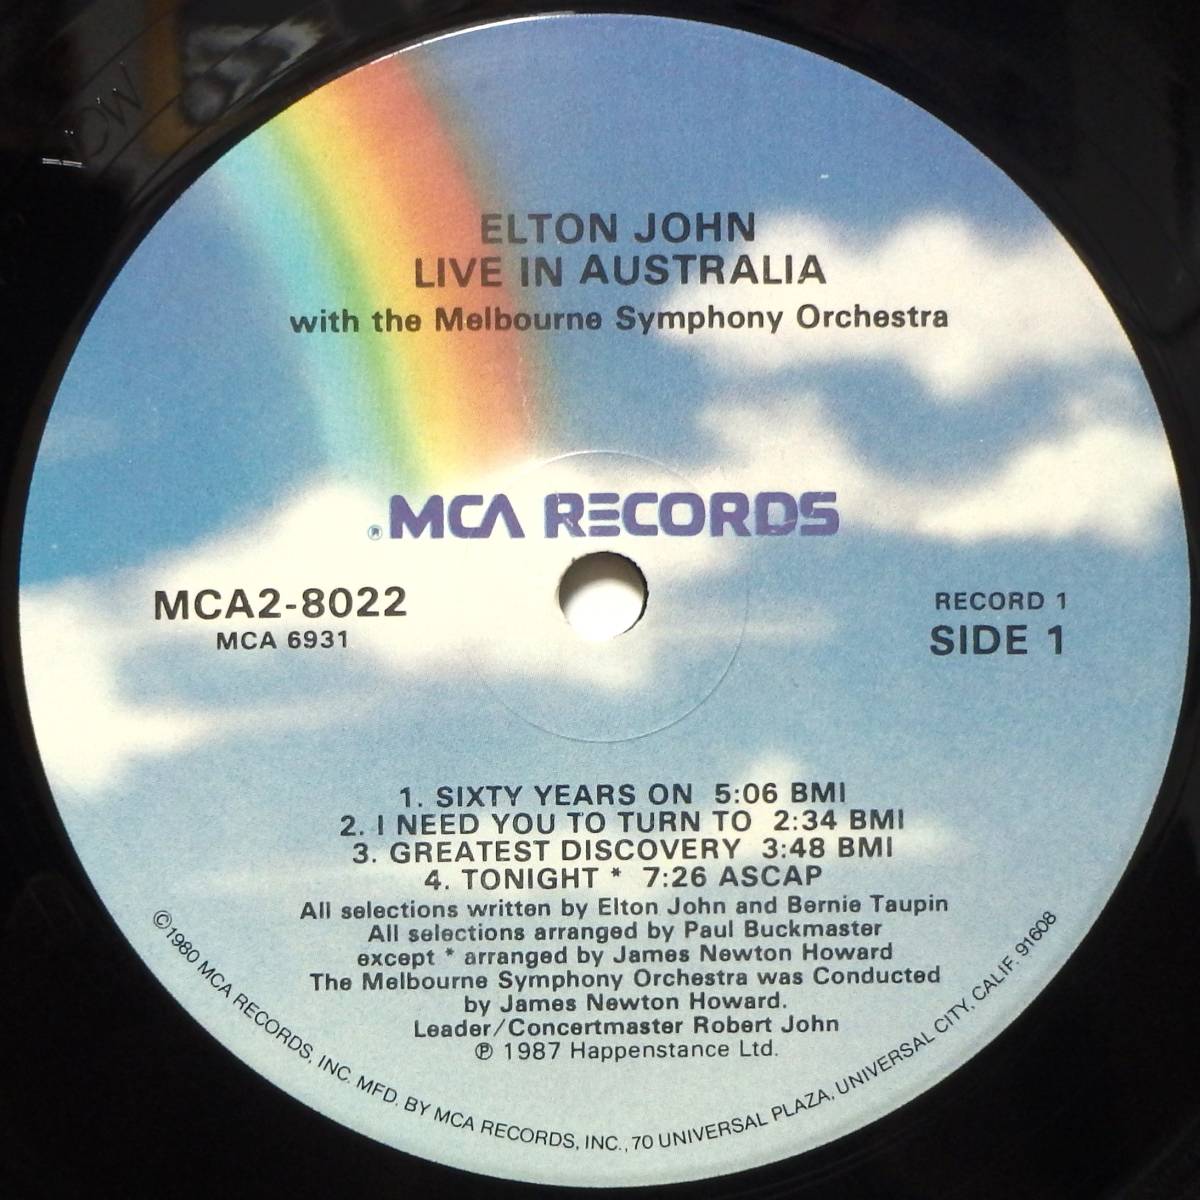 ELTON JOHN
LIVE IN AUSTRALIA
with the Melbourne Symphony Orchestra
®MCA RECORDS
MCA2-8022
MCA 6931
RECORD 1
SIDE 1
1. SIXTY YEARS ON 5:06 BMI
2. I NEED YOU TO TURN TO 2:34 BMI
3. GREATEST DISCOVERY 3:48 BMI
4. TONIGHT * 7:26 ASCAP
All selections written by Elton John and Bernie Taupin
All selections arranged by Paul Buckmaster
except * arranged by James Newton Howard
The Melbourne Symphony Orchestra was Conducted
by James Newton Howard.
Leader/Concertmaster Robert John
℗ 1987 Happenstance Ltd.
©1980 MCA RECORDS, INC. MFD. BY MCA RECORDS, INC., 70 UNIVERSAL PLAZA, UNIVERSAL CITY, CALIF. 91608